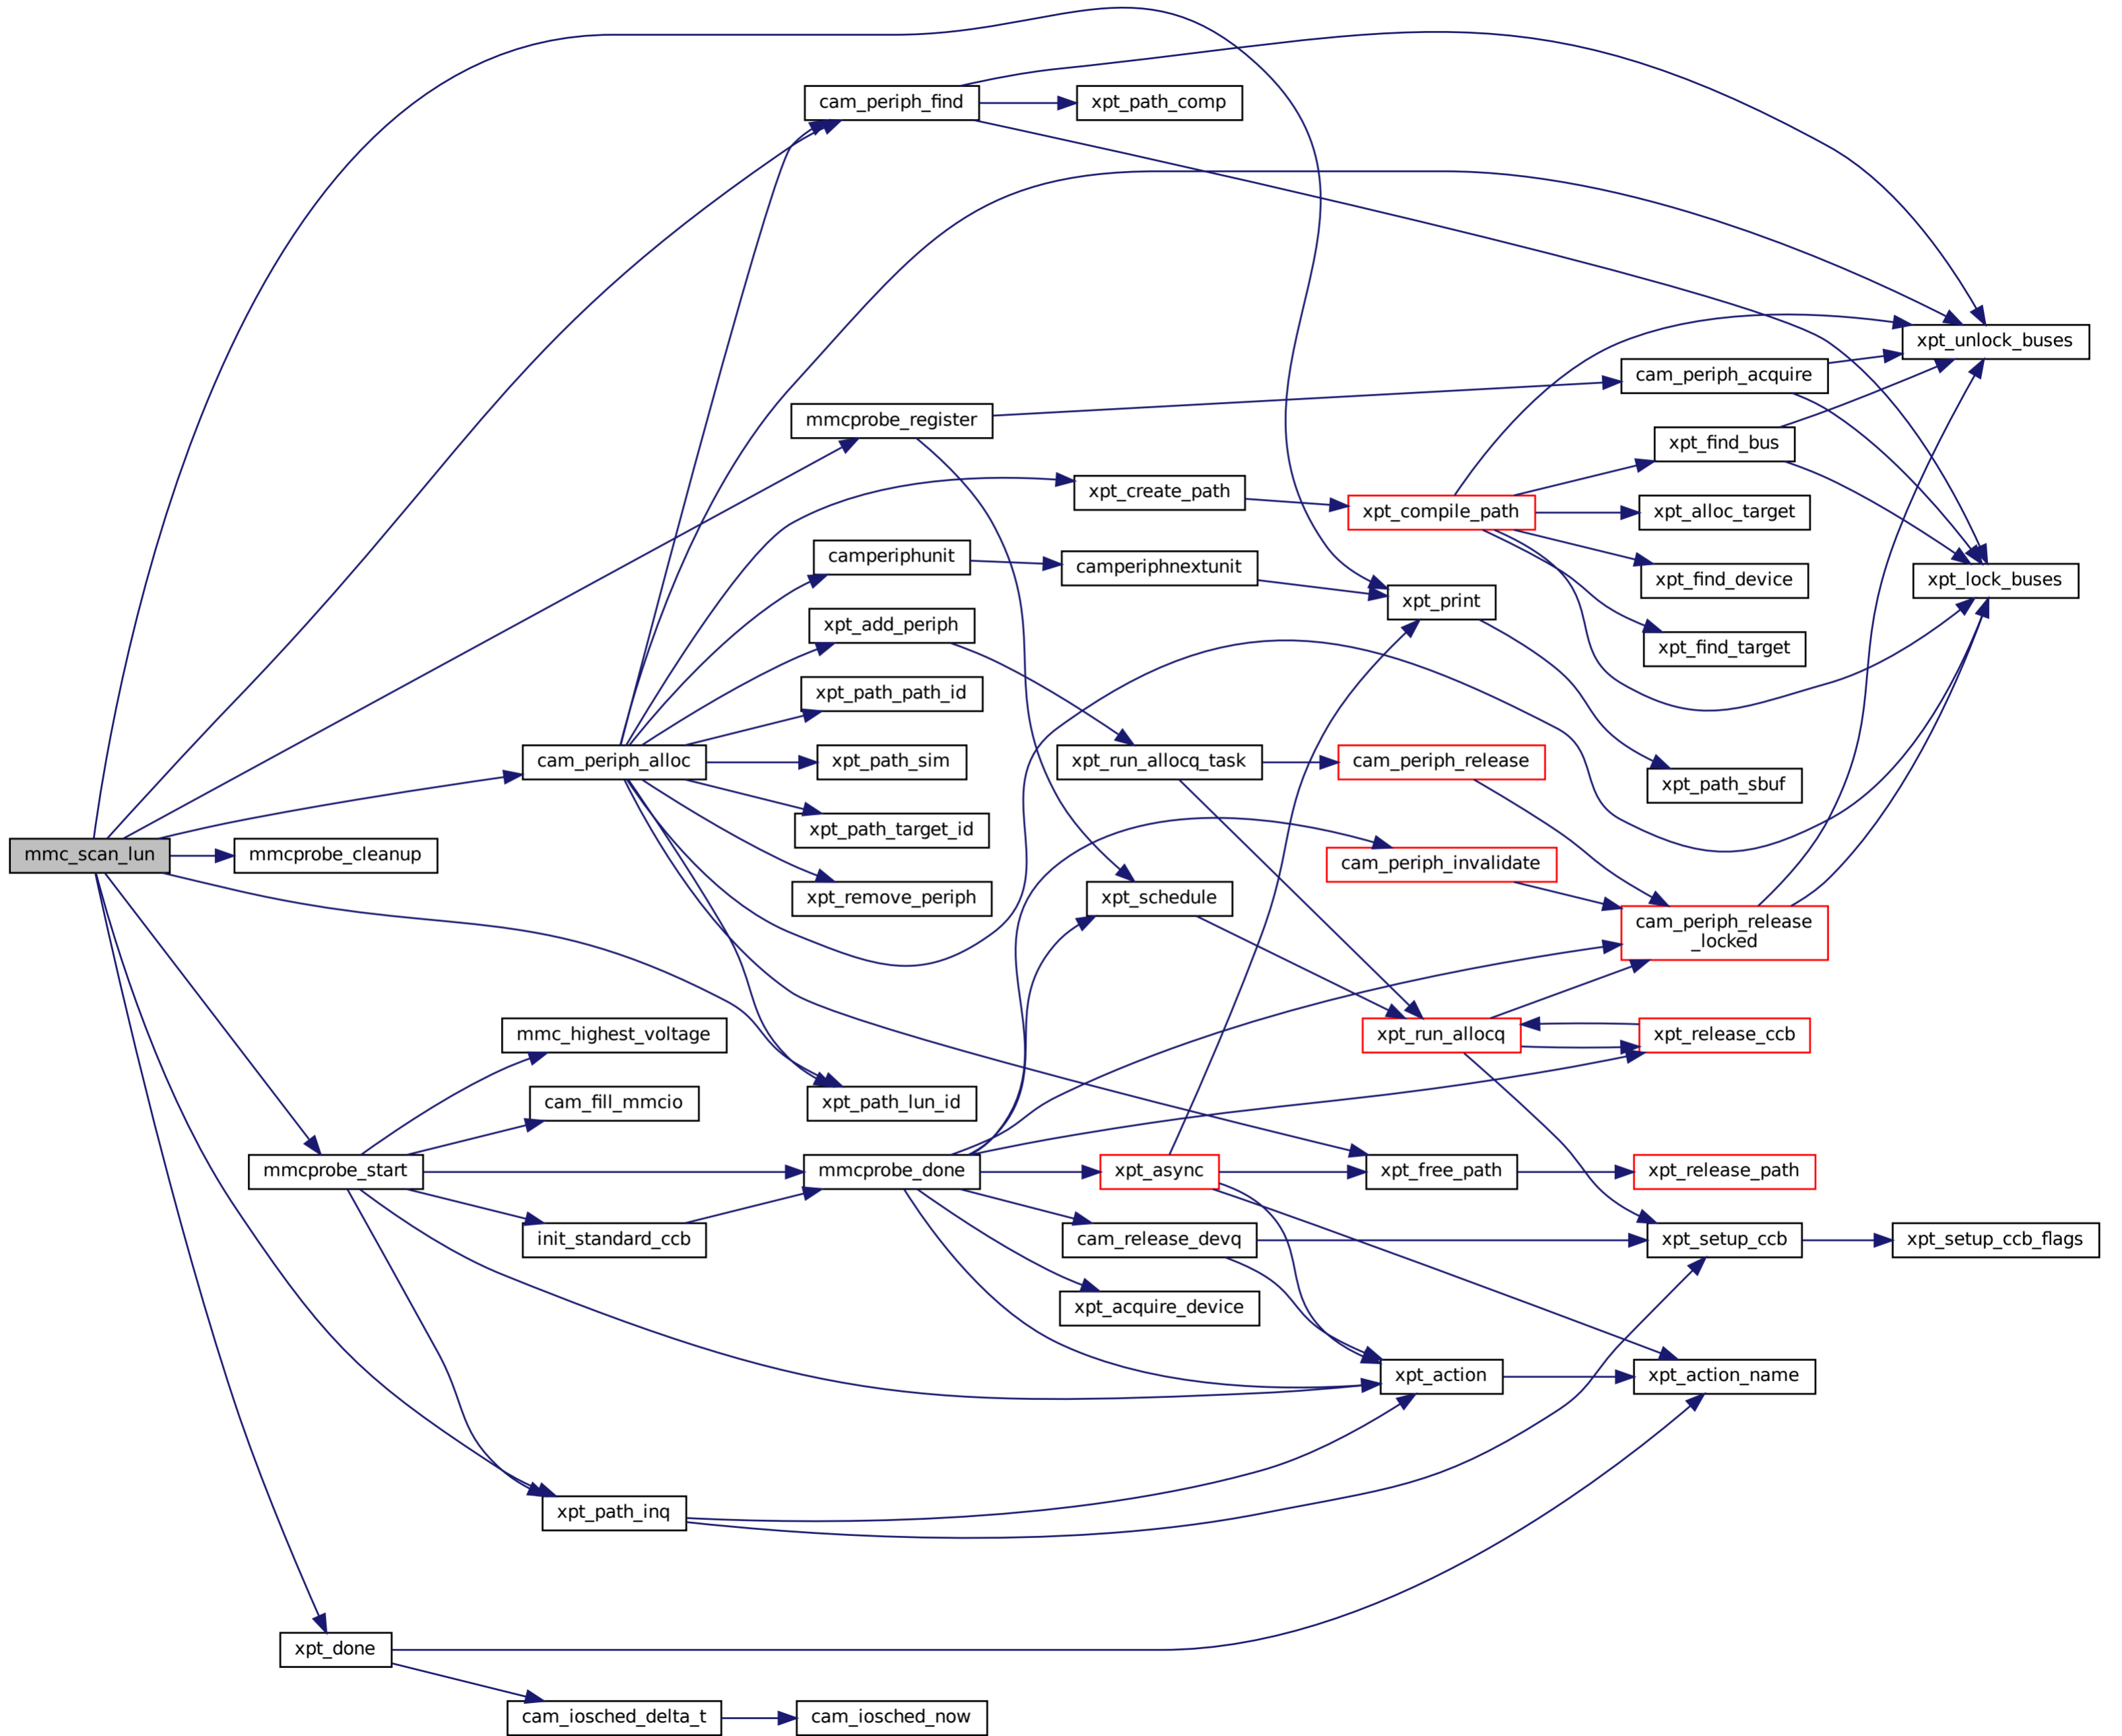 cam_periph_find
xpt_path_comp
xpt_unlock_buses
cam_periph_acquire
mmcprobe_register
xpt_find_bus
xpt_create_path
xpt_compile_path
xpt_alloc_target
camperiphunit
camperiphnextunit
xpt_find_device
xpt_lock_buses
xpt_print
xpt_add_periph
xpt_find_target
xpt_path_path_id
cam_periph_alloc
xpt_path_sim
xpt_run_allocq_task
cam_periph_release
xpt_path_sbuf
xpt_path_target_id
mmc_scan_lun
mmcprobe_cleanup
cam_periph_invalidate
xpt_remove_periph
xpt_schedule
cam_periph_release
_locked
mmc_highest_voltage
xpt_run_allocq
xpt_release_ccb
cam_fill_mmcio
xpt_path_lun_id
mmcprobe_start
mmcprobe_done
xpt_async
xpt_free_path
xpt_release_path
init_standard_ccb
cam_release_devq
xpt_setup_ccb
xpt_setup_ccb_flags
xpt_acquire_device
xpt_action
xpt_action_name
xpt_path_inq
xpt_done
cam_iosched_delta_t
cam_iosched_now